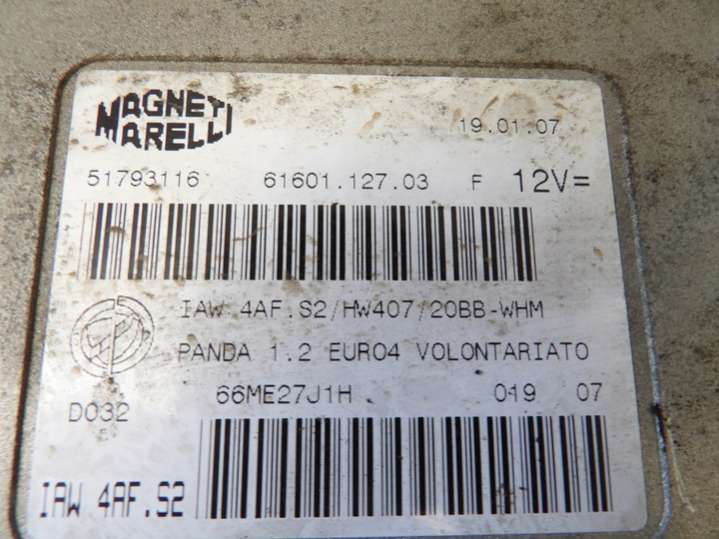 MAGNETI
MARELLI
19.01.07
51793116 61601.127.03 F 12V=
IAW 4AF.S2/HW407/20BB-WHM
PANDA 1.2 EURO4 VOLONTARIATO
66ME27J1H 019 07
D032
IAW 4AF.S2